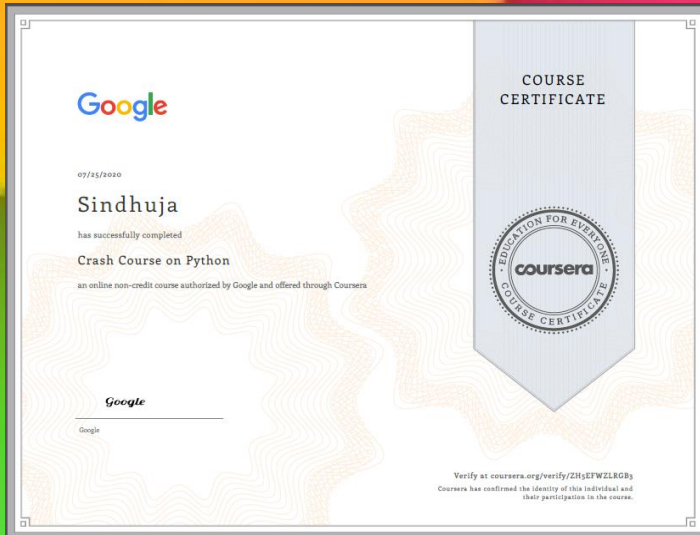 Google
07/25/2020
Sindhuja
has successfully completed
Crash Course on Python
an online non-credit course authorized by Google and offered through Coursera
Google
Google
COURSE
CERTIFICATE
EDUCATION FOR EVERYONE
coursera
COURSE CERTIFICATE
Verify at coursera.org/verify/ZH5EFWZLRGB3
Coursera has confirmed the identity of this individual and
their participation in the course.